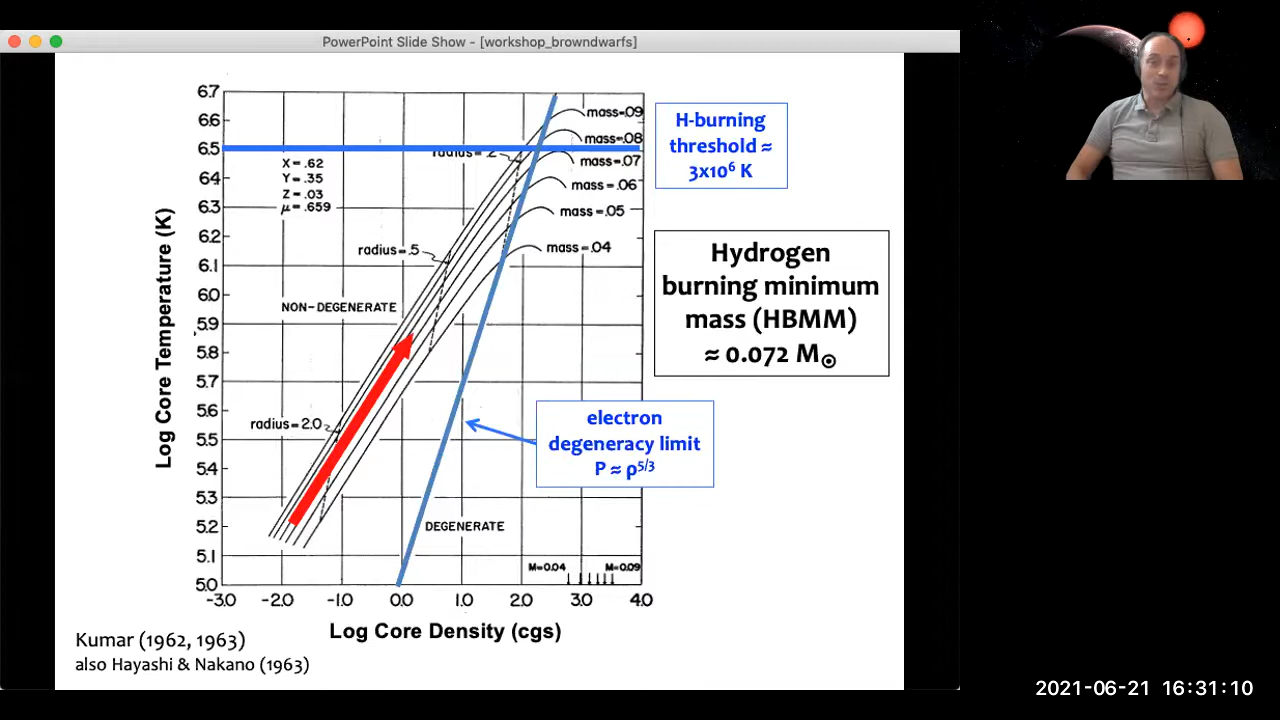 PowerPoint Slide Show - [workshop_browndwarfs]
6.7
6.6
6.5
6.4
6.3
6.2
6.1
6.0
5.9
5.8
5.7
5.6
5.5
5.4
5.3
5.2
5.1
5.0
-3.0 -2.0 -1.0 0.0 1.0 2.0 3.0 4.0
Log Core Temperature (K)
Log Core Density (cgs)
X = .62
Y = .35
Z = .03
μ = .659
radius = .2
radius = .5
radius = 2.0
NON-DEGENERATE
DEGENERATE
mass = .09
mass = .08
mass = .07
mass = .06
mass = .05
mass = .04
M=0.04 M=0.09
H-burning
threshold ≈
3x10⁶ K
Hydrogen
burning minimum
mass (HBMM)
≈ 0.072 M☉
electron
degeneracy limit
P ≈ ρ⁵/³
Kumar (1962, 1963)
also Hayashi & Nakano (1963)
2021-06-21 16:31:10